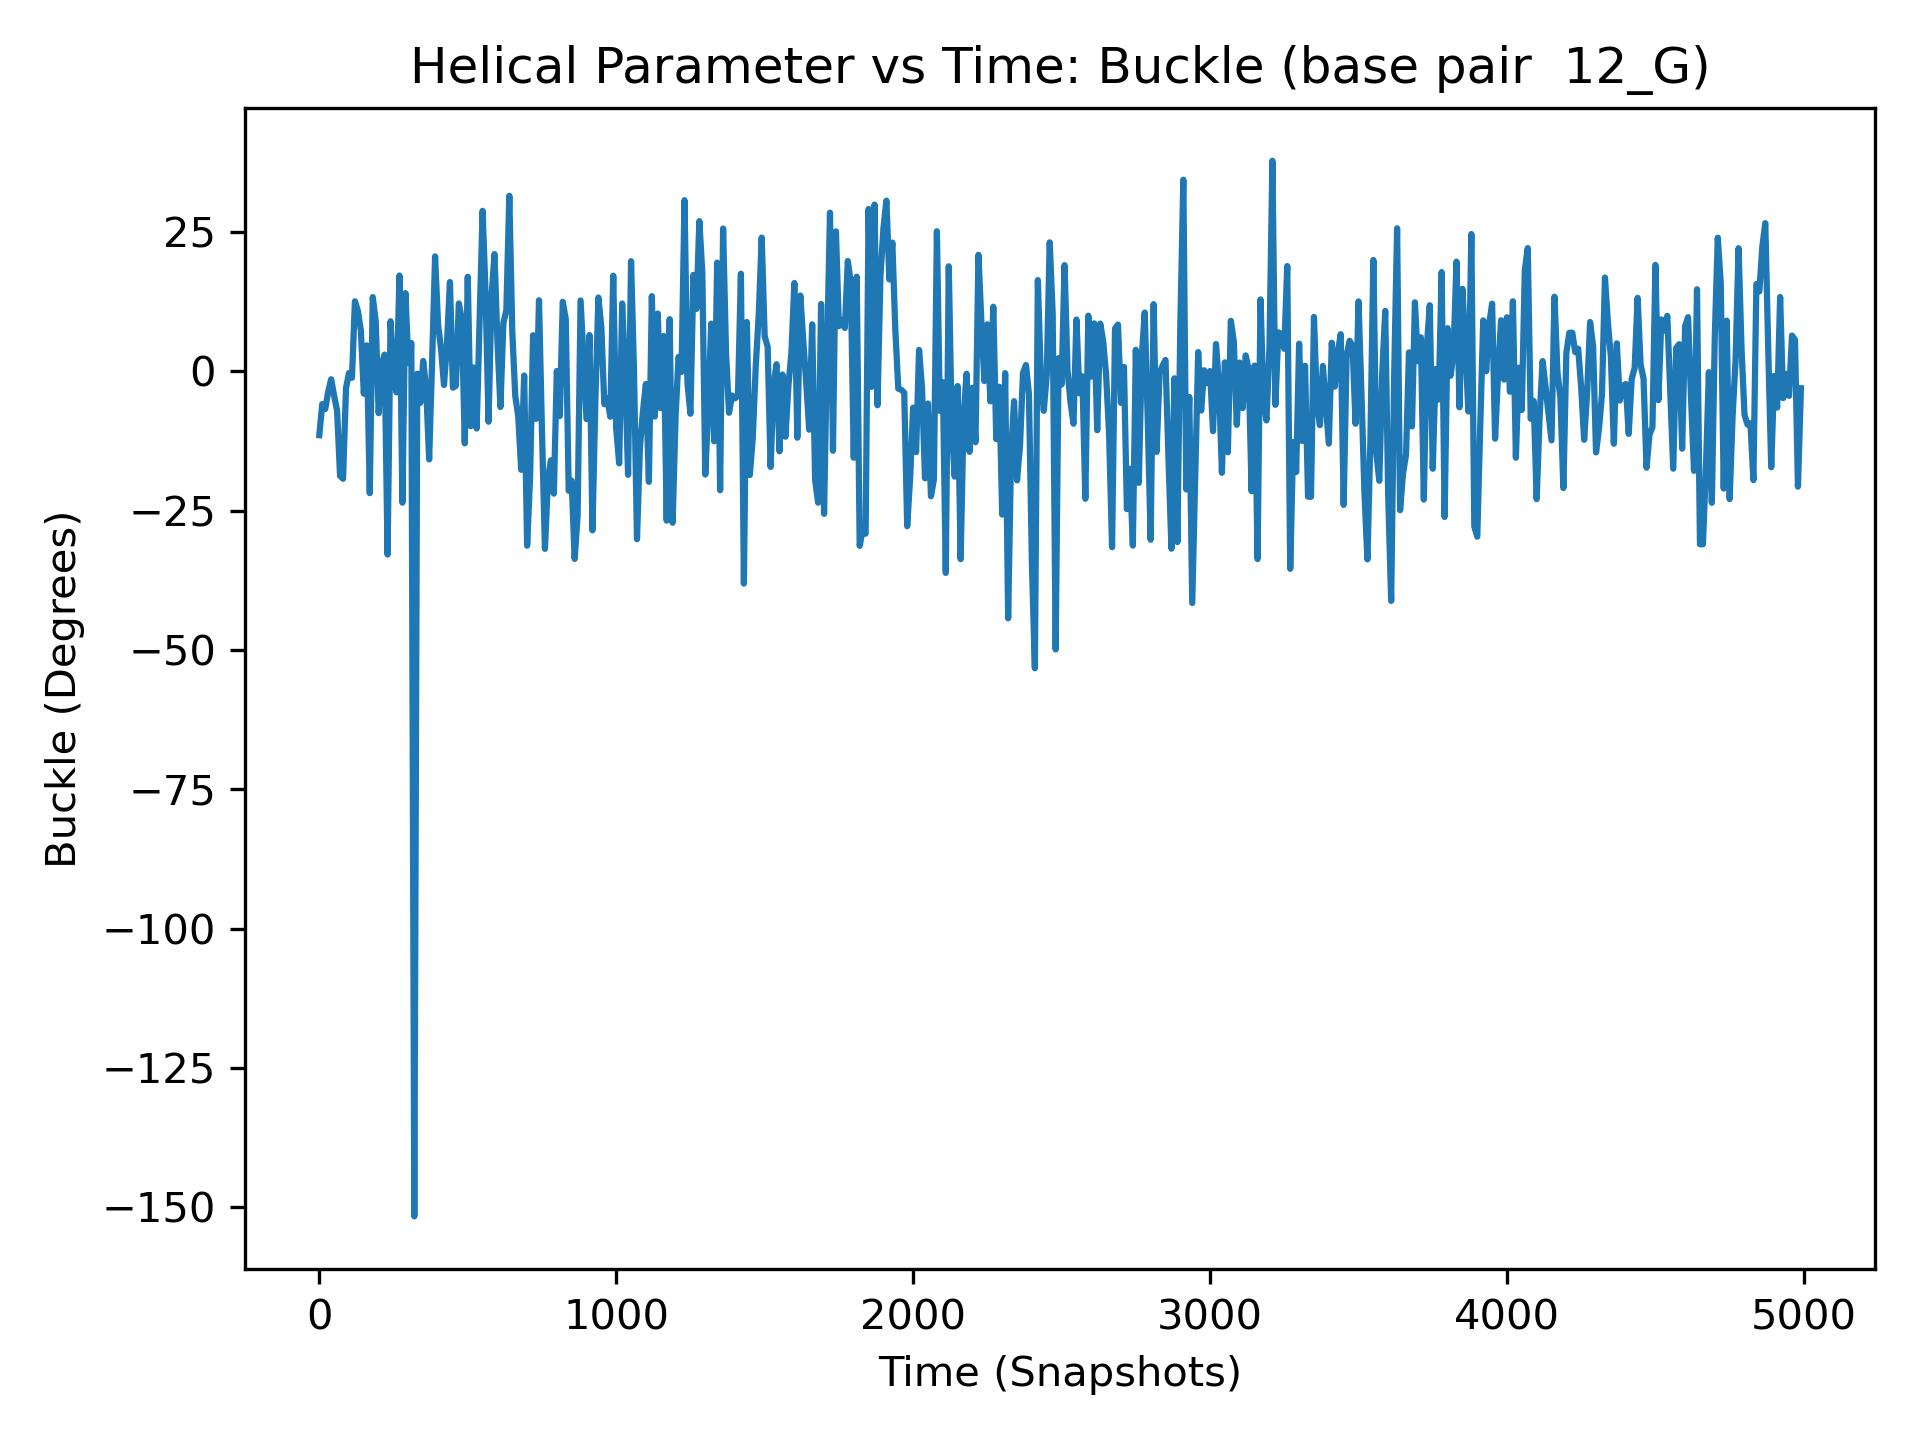 Helical Parameter vs Time: Buckle (base pair  12_G)
25
0
−25
−50
−75
−100
−125
−150
Buckle (Degrees)
0 1000 2000 3000 4000 5000
Time (Snapshots)